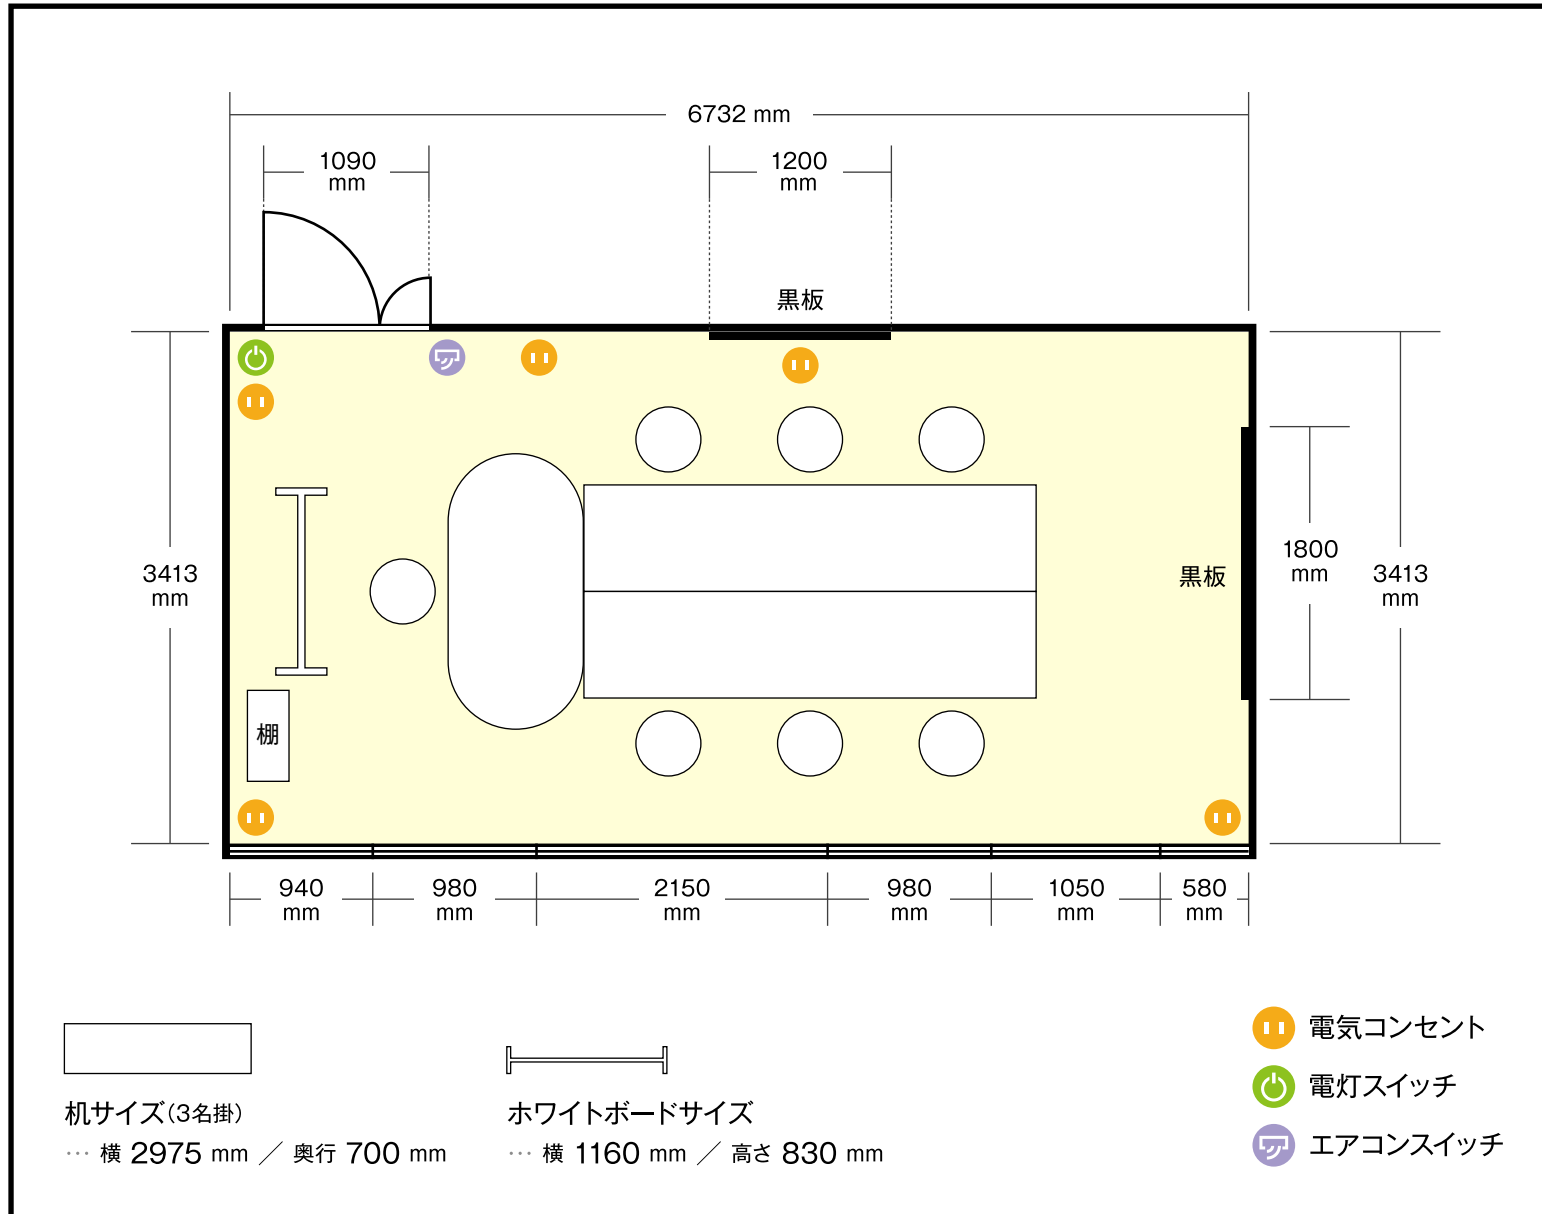 6732 mm
1090
mm
1200
mm
黒板
3413
mm
黒板
1800
mm
3413
mm
棚
940
mm
980
mm
2150
mm
980
mm
1050
mm
580
mm
机サイズ(3名掛)
… 横 2975 mm ／ 奥行 700 mm
ホワイトボードサイズ
… 横 1160 mm ／ 高さ 830 mm
電気コンセント
電灯スイッチ
エアコンスイッチ